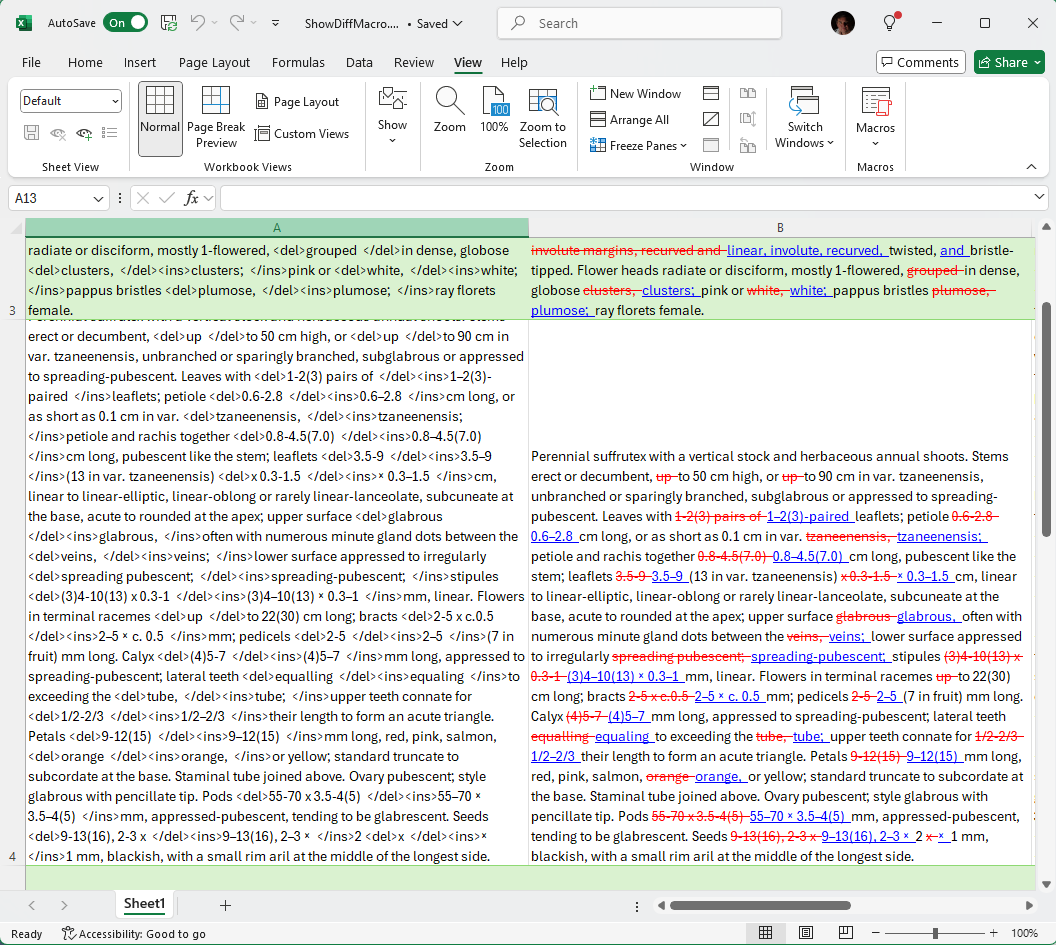 AutoSave On ShowDiffMacro.... • Saved Search
File Home Insert Page Layout Formulas Data Review View Help Comments Share
Default
Normal
Page Break
Preview
Page Layout
Custom Views
Show
Zoom
100
100%
Zoom to
Selection
New Window
Arrange All
Freeze Panes
Switch
Windows
Macros
Sheet View Workbook Views Zoom Window Macros
A13 fx
A B
radiate or disciform, mostly 1-flowered, <del>grouped </del>in dense, globose
<del>clusters, </del><ins>clusters; </ins>pink or <del>white, </del><ins>white;
</ins>pappus bristles <del>plumose, </del><ins>plumose; </ins>ray florets
female.
involute margins, recurved and linear, involute, recurved, twisted, and bristle-
tipped. Flower heads radiate or disciform, mostly 1-flowered, grouped in dense,
globose clusters, clusters; pink or white, white; pappus bristles plumose,
plumose; ray florets female.
3
Perennial suffrutex with a vertical stock and herbaceous annual shoots. Stems
erect or decumbent, <del>up </del>to 50 cm high, or <del>up </del>to 90 cm in
var. tzaneenensis, unbranched or sparingly branched, subglabrous or appressed
to spreading-pubescent. Leaves with <del>1-2(3) pairs of </del><ins>1–2(3)-
paired </ins>leaflets; petiole <del>0.6-2.8 </del><ins>0.6–2.8 </ins>cm long, or
as short as 0.1 cm in var. <del>tzaneenensis, </del><ins>tzaneenensis;
</ins>petiole and rachis together <del>0.8-4.5(7.0) </del><ins>0.8–4.5(7.0)
</ins>cm long, pubescent like the stem; leaflets <del>3.5-9 </del><ins>3.5–9
</ins>(13 in var. tzaneenensis) <del>x 0.3-1.5 </del><ins>× 0.3–1.5 </ins>cm,
linear to linear-elliptic, linear-oblong or rarely linear-lanceolate, subcuneate at
the base, acute to rounded at the apex; upper surface <del>glabrous
</del><ins>glabrous, </ins>often with numerous minute gland dots between the
<del>veins, </del><ins>veins; </ins>lower surface appressed to irregularly
<del>spreading pubescent; </del><ins>spreading-pubescent; </ins>stipules
<del>(3)4-10(13) x 0.3-1 </del><ins>(3)4–10(13) × 0.3–1 </ins>mm, linear. Flowers
in terminal racemes <del>up </del>to 22(30) cm long; bracts <del>2-5 x c.0.5
</del><ins>2–5 × c. 0.5 </ins>mm; pedicels <del>2-5 </del><ins>2–5 </ins>(7 in
fruit) mm long. Calyx <del>(4)5-7 </del><ins>(4)5–7 </ins>mm long, appressed to
spreading-pubescent; lateral teeth <del>equalling </del><ins>equaling </ins>to
exceeding the <del>tube, </del><ins>tube; </ins>upper teeth connate for
<del>1/2-2/3 </del><ins>1/2–2/3 </ins>their length to form an acute triangle.
Petals <del>9-12(15) </del><ins>9–12(15) </ins>mm long, red, pink, salmon,
<del>orange </del><ins>orange, </ins>or yellow; standard truncate to
subcordate at the base. Staminal tube joined above. Ovary pubescent; style
glabrous with pencillate tip. Pods <del>55-70 x 3.5-4(5) </del><ins>55–70 ×
3.5–4(5) </ins>mm, appressed-pubescent, tending to be glabrescent. Seeds
<del>9-13(16), 2-3 x </del><ins>9–13(16), 2–3 × </ins>2 <del>x </del><ins>×
</ins>1 mm, blackish, with a small rim aril at the middle of the longest side.
Perennial suffrutex with a vertical stock and herbaceous annual shoots. Stems
erect or decumbent, up to 50 cm high, or up to 90 cm in var. tzaneenensis,
unbranched or sparingly branched, subglabrous or appressed to spreading-
pubescent. Leaves with 1-2(3) pairs of 1–2(3)-paired leaflets; petiole 0.6-2.8
0.6–2.8 cm long, or as short as 0.1 cm in var. tzaneenensis, tzaneenensis;
petiole and rachis together 0.8-4.5(7.0) 0.8–4.5(7.0) cm long, pubescent like the
stem; leaflets 3.5-9 3.5–9 (13 in var. tzaneenensis) x 0.3-1.5 × 0.3–1.5 cm, linear
to linear-elliptic, linear-oblong or rarely linear-lanceolate, subcuneate at the
base, acute to rounded at the apex; upper surface glabrous glabrous, often with
numerous minute gland dots between the veins, veins; lower surface appressed
to irregularly spreading pubescent; spreading-pubescent; stipules (3)4-10(13) x
0.3-1 (3)4–10(13) × 0.3–1 mm, linear. Flowers in terminal racemes up to 22(30)
cm long; bracts 2-5 x c.0.5 2–5 × c. 0.5 mm; pedicels 2-5 2–5 (7 in fruit) mm long.
Calyx (4)5-7 (4)5–7 mm long, appressed to spreading-pubescent; lateral teeth
equalling equaling to exceeding the tube, tube; upper teeth connate for 1/2-2/3
1/2–2/3 their length to form an acute triangle. Petals 9-12(15) 9–12(15) mm long,
red, pink, salmon, orange orange, or yellow; standard truncate to subcordate at
the base. Staminal tube joined above. Ovary pubescent; style glabrous with
pencillate tip. Pods 55-70 x 3.5-4(5) 55–70 × 3.5–4(5) mm, appressed-pubescent,
tending to be glabrescent. Seeds 9-13(16), 2-3 x 9–13(16), 2–3 × 2 x × 1 mm,
blackish, with a small rim aril at the middle of the longest side.
4
Sheet1
Ready Accessibility: Good to go 100%